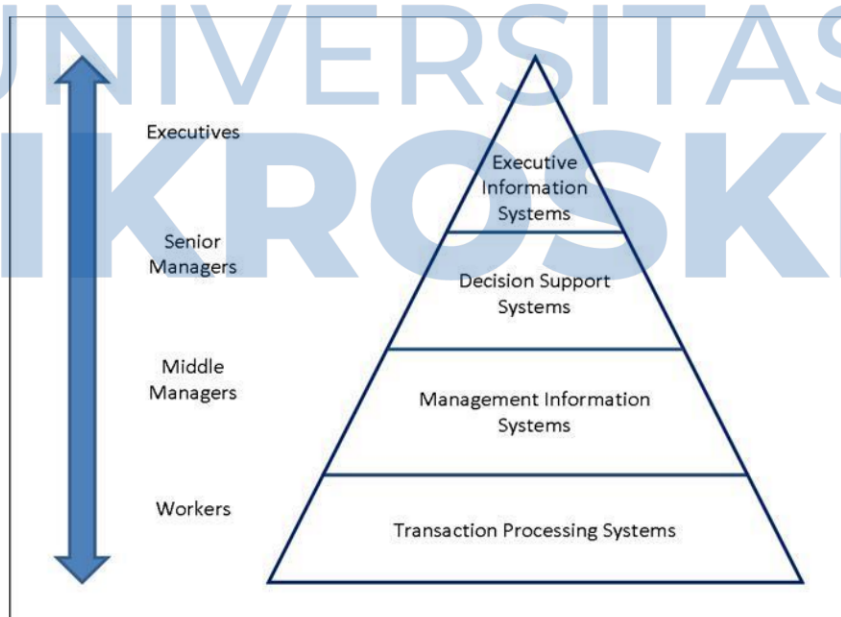 UNIVERSITAS
MIKROSKIL
Executives
Executive
Information
Systems
Senior
Managers
Decision Support
Systems
Middle
Managers
Management Information
Systems
Workers
Transaction Processing Systems